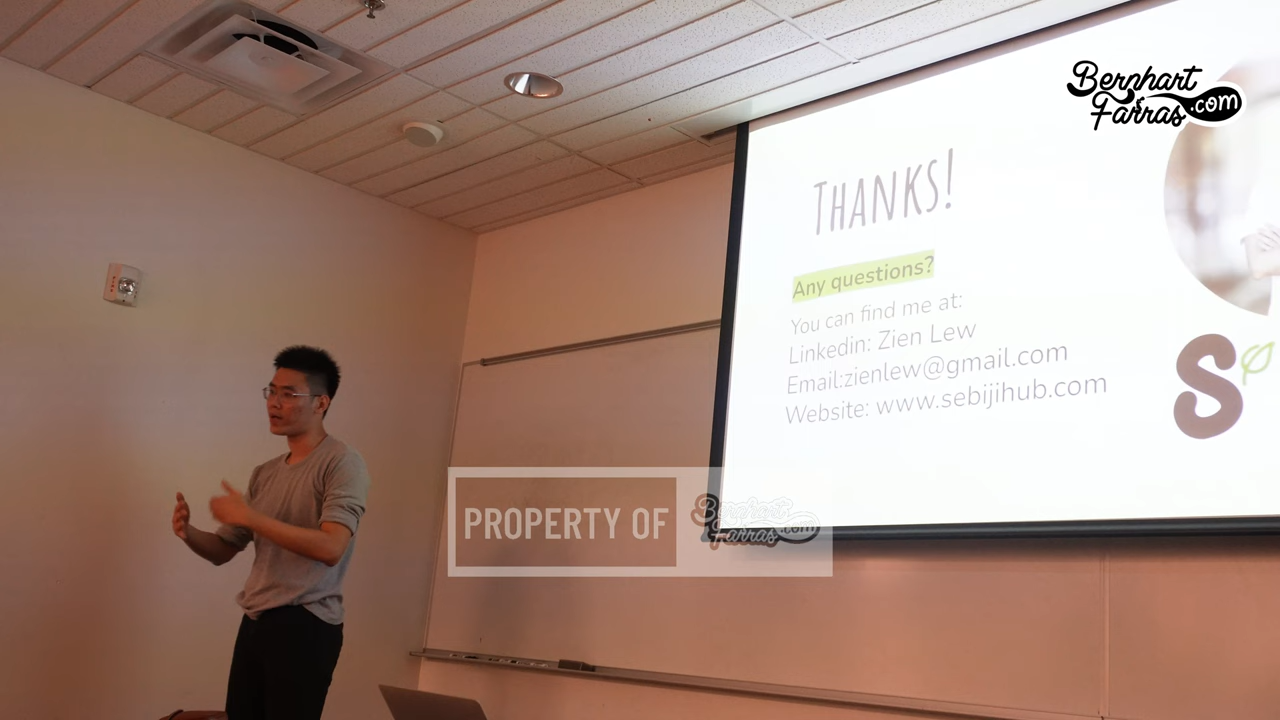 Bernhart
& Farras .com
THANKS!
Any questions?
You can find me at:
Linkedin: Zien Lew
Email:zienlew@gmail.com
Website: www.sebijihub.com
S
PROPERTY OF
Bernhart
& Farras .com